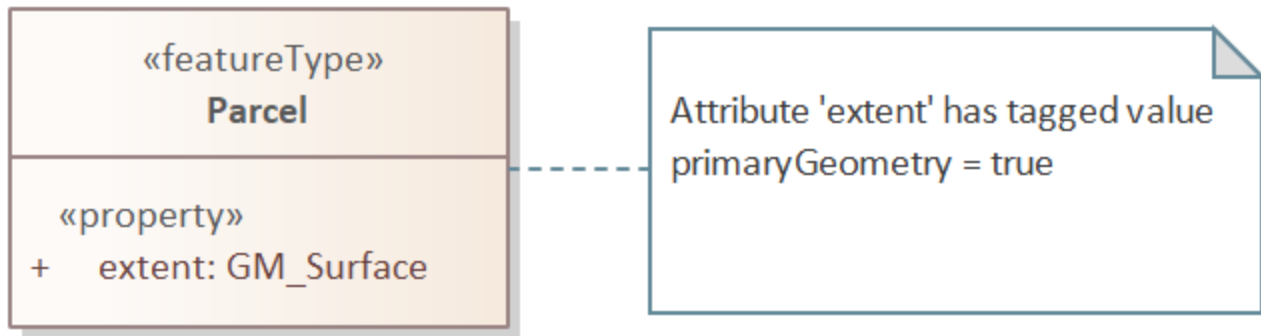 «featureType»
Parcel
«property»
+ extent: GM_Surface
Attribute 'extent' has tagged value
primaryGeometry = true